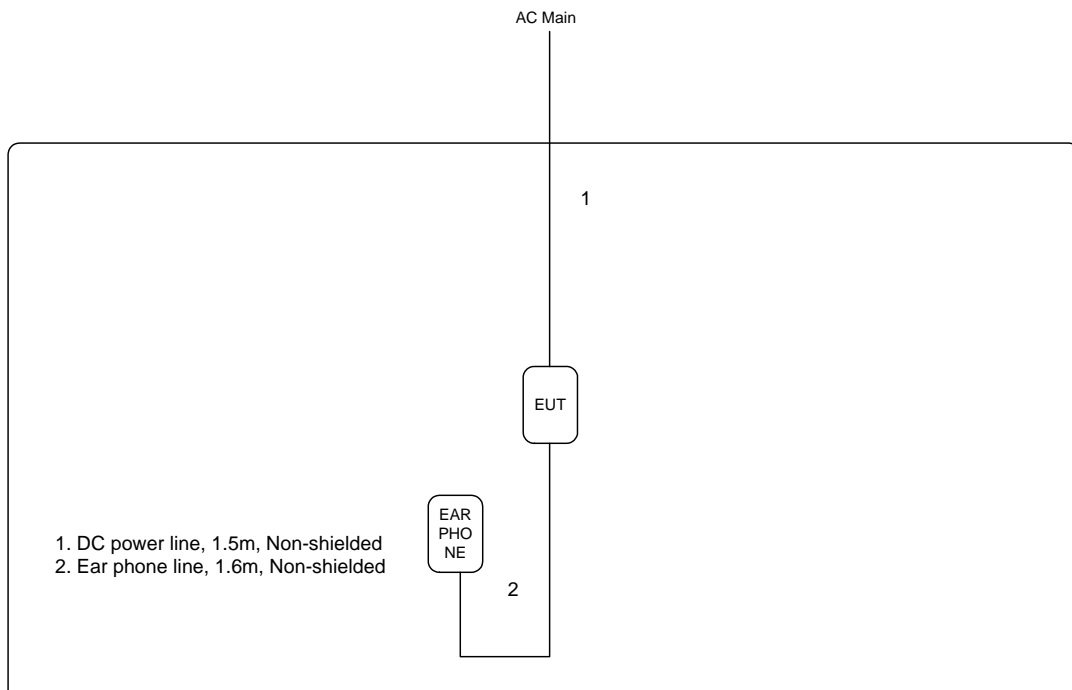 AC Main
1
EUT
EAR
PHO
NE
1. DC power line, 1.5m, Non-shielded
2. Ear phone line, 1.6m, Non-shielded
2